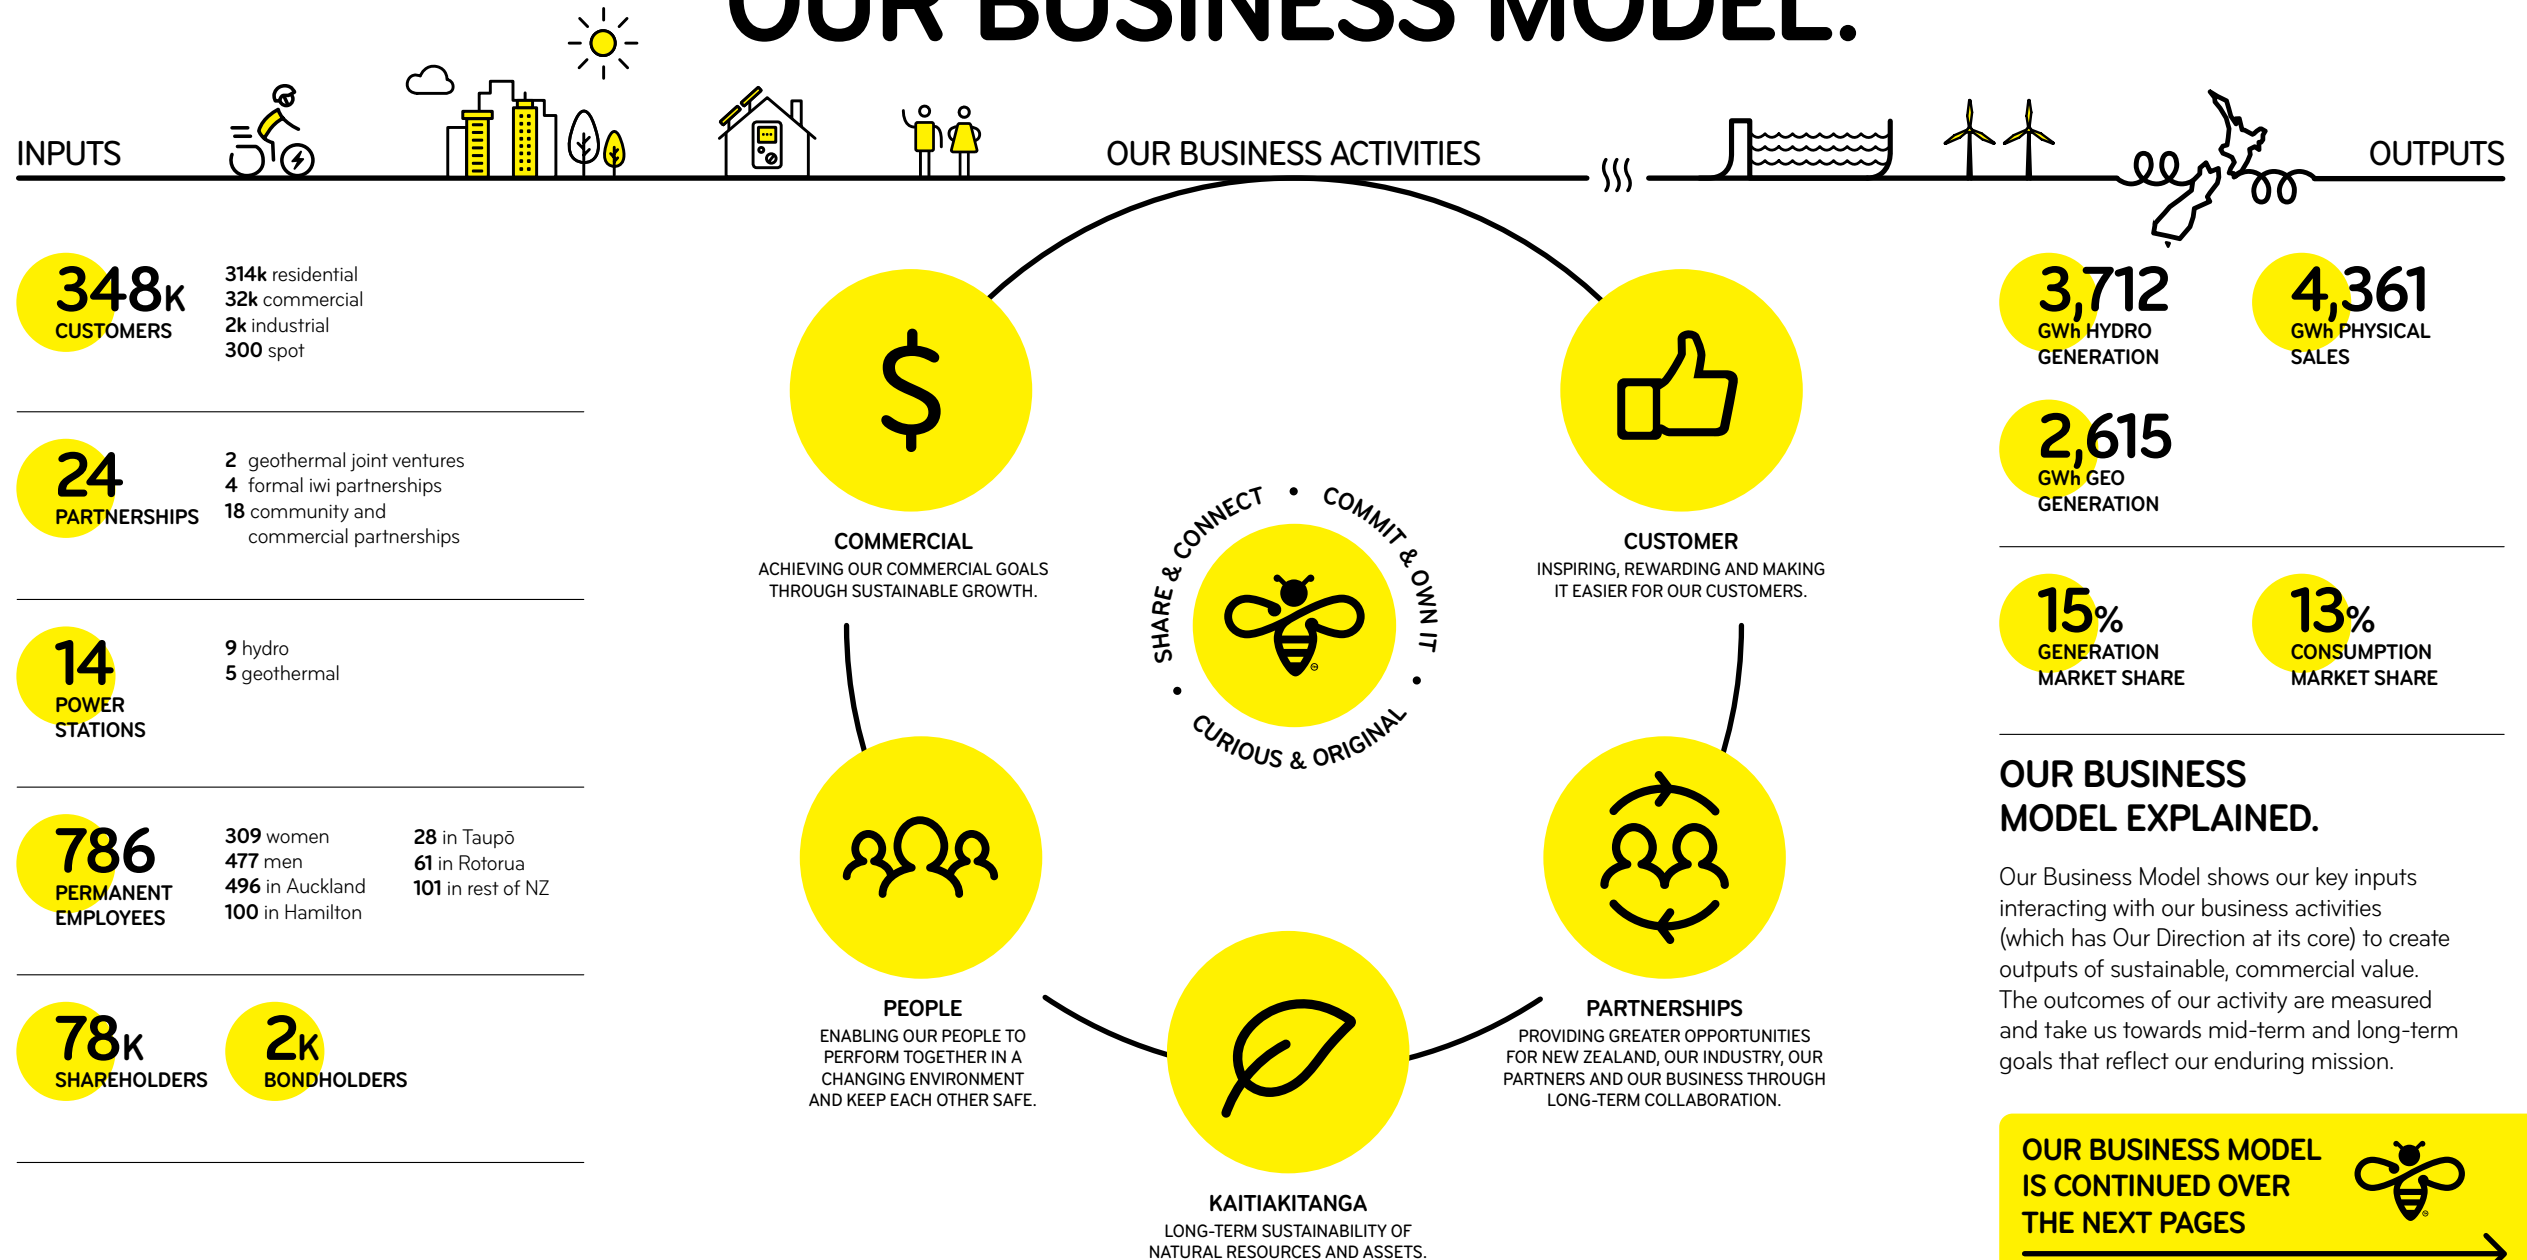 OUR BUSINESS MODEL.
INPUTS
OUR BUSINESS ACTIVITIES
OUTPUTS
348K
CUSTOMERS
314k residential
32k commercial
2k industrial
300 spot
24
PARTNERSHIPS
2 geothermal joint ventures
4 formal iwi partnerships
18 community and
commercial partnerships
14
POWER
STATIONS
9 hydro
5 geothermal
786
PERMANENT
EMPLOYEES
309 women
477 men
496 in Auckland
100 in Hamilton
28 in Taupō
61 in Rotorua
101 in rest of NZ
78K
SHAREHOLDERS
2K
BONDHOLDERS
$
COMMERCIAL
ACHIEVING OUR COMMERCIAL GOALS
THROUGH SUSTAINABLE GROWTH.
CUSTOMER
INSPIRING, REWARDING AND MAKING
IT EASIER FOR OUR CUSTOMERS.
SHARE & CONNECT • COMMIT & OWN IT • CURIOUS & ORIGINAL •
PEOPLE
ENABLING OUR PEOPLE TO
PERFORM TOGETHER IN A
CHANGING ENVIRONMENT
AND KEEP EACH OTHER SAFE.
PARTNERSHIPS
PROVIDING GREATER OPPORTUNITIES
FOR NEW ZEALAND, OUR INDUSTRY, OUR
PARTNERS AND OUR BUSINESS THROUGH
LONG-TERM COLLABORATION.
KAITIAKITANGA
LONG-TERM SUSTAINABILITY OF
NATURAL RESOURCES AND ASSETS.
3,712
GWh HYDRO
GENERATION
4,361
GWh PHYSICAL
SALES
2,615
GWh GEO
GENERATION
15%
GENERATION
MARKET SHARE
13%
CONSUMPTION
MARKET SHARE
OUR BUSINESS
MODEL EXPLAINED.
Our Business Model shows our key inputs
interacting with our business activities
(which has Our Direction at its core) to create
outputs of sustainable, commercial value.
The outcomes of our activity are measured
and take us towards mid-term and long-term
goals that reflect our enduring mission.
OUR BUSINESS MODEL
IS CONTINUED OVER
THE NEXT PAGES